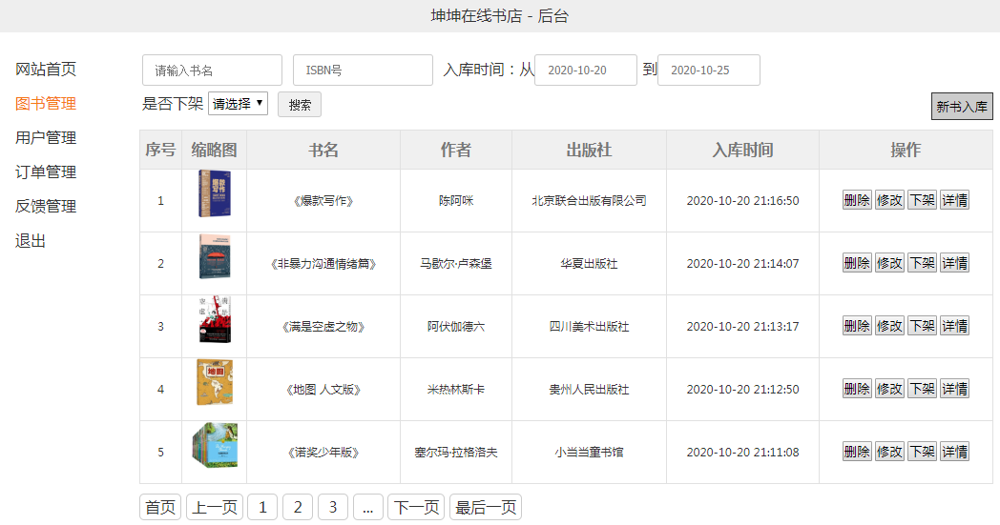 坤坤在线书店 - 后台
网站首页
图书管理
用户管理
订单管理
反馈管理
退出
请输入书名 ISBN号 入库时间：从 2020-10-20 到 2020-10-25
是否下架 请选择 搜索 新书入库
序号 缩略图 书名 作者 出版社 入库时间 操作
1 《爆款写作》 陈阿咪 北京联合出版有限公司 2020-10-20 21:16:50 删除 修改 下架 详情
2 《非暴力沟通情绪篇》 马歇尔·卢森堡 华夏出版社 2020-10-20 21:14:07 删除 修改 下架 详情
3 《满是空虚之物》 阿伏伽德六 四川美术出版社 2020-10-20 21:13:17 删除 修改 下架 详情
4 地图 《地图 人文版》 米热林斯卡 贵州人民出版社 2020-10-20 21:12:50 删除 修改 下架 详情
5 《诺奖少年版》 塞尔玛·拉格洛夫 小当当童书馆 2020-10-20 21:11:08 删除 修改 下架 详情
首页 上一页 1 2 3 ... 下一页 最后一页